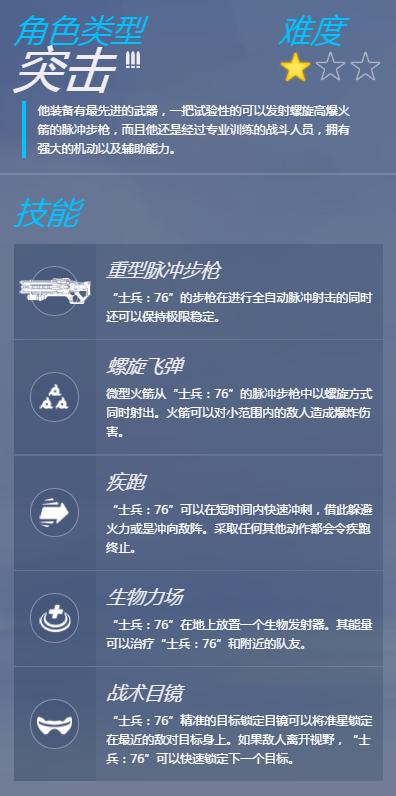 角色类型
难度
突击
他装备有最先进的武器，一把试验性的可以发射螺旋高爆火
箭的脉冲步枪，而且他还是经过专业训练的战斗人员，拥有
强大的机动以及辅助能力。
技能
重型脉冲步枪
“士兵：76”的步枪在进行全自动脉冲射击的同时
还可以保持极限稳定。
螺旋飞弹
微型火箭从“士兵：76”的脉冲步枪中以螺旋方式
同时射出。火箭可以对小范围内的敌人造成爆炸伤
害。
疾跑
“士兵：76”可以在短时间内快速冲刺，借此躲避
火力或是冲向敌阵。采取任何其他动作都会令疾跑
终止。
生物力场
“士兵：76”在地上放置一个生物发射器。其能量
可以治疗“士兵：76”和附近的队友。
战术目镜
“士兵：76”精准的目标锁定目镜可以将准星锁定
在最近的敌对目标身上。如果敌人离开视野，“士
兵：76”可以快速锁定下一个目标。